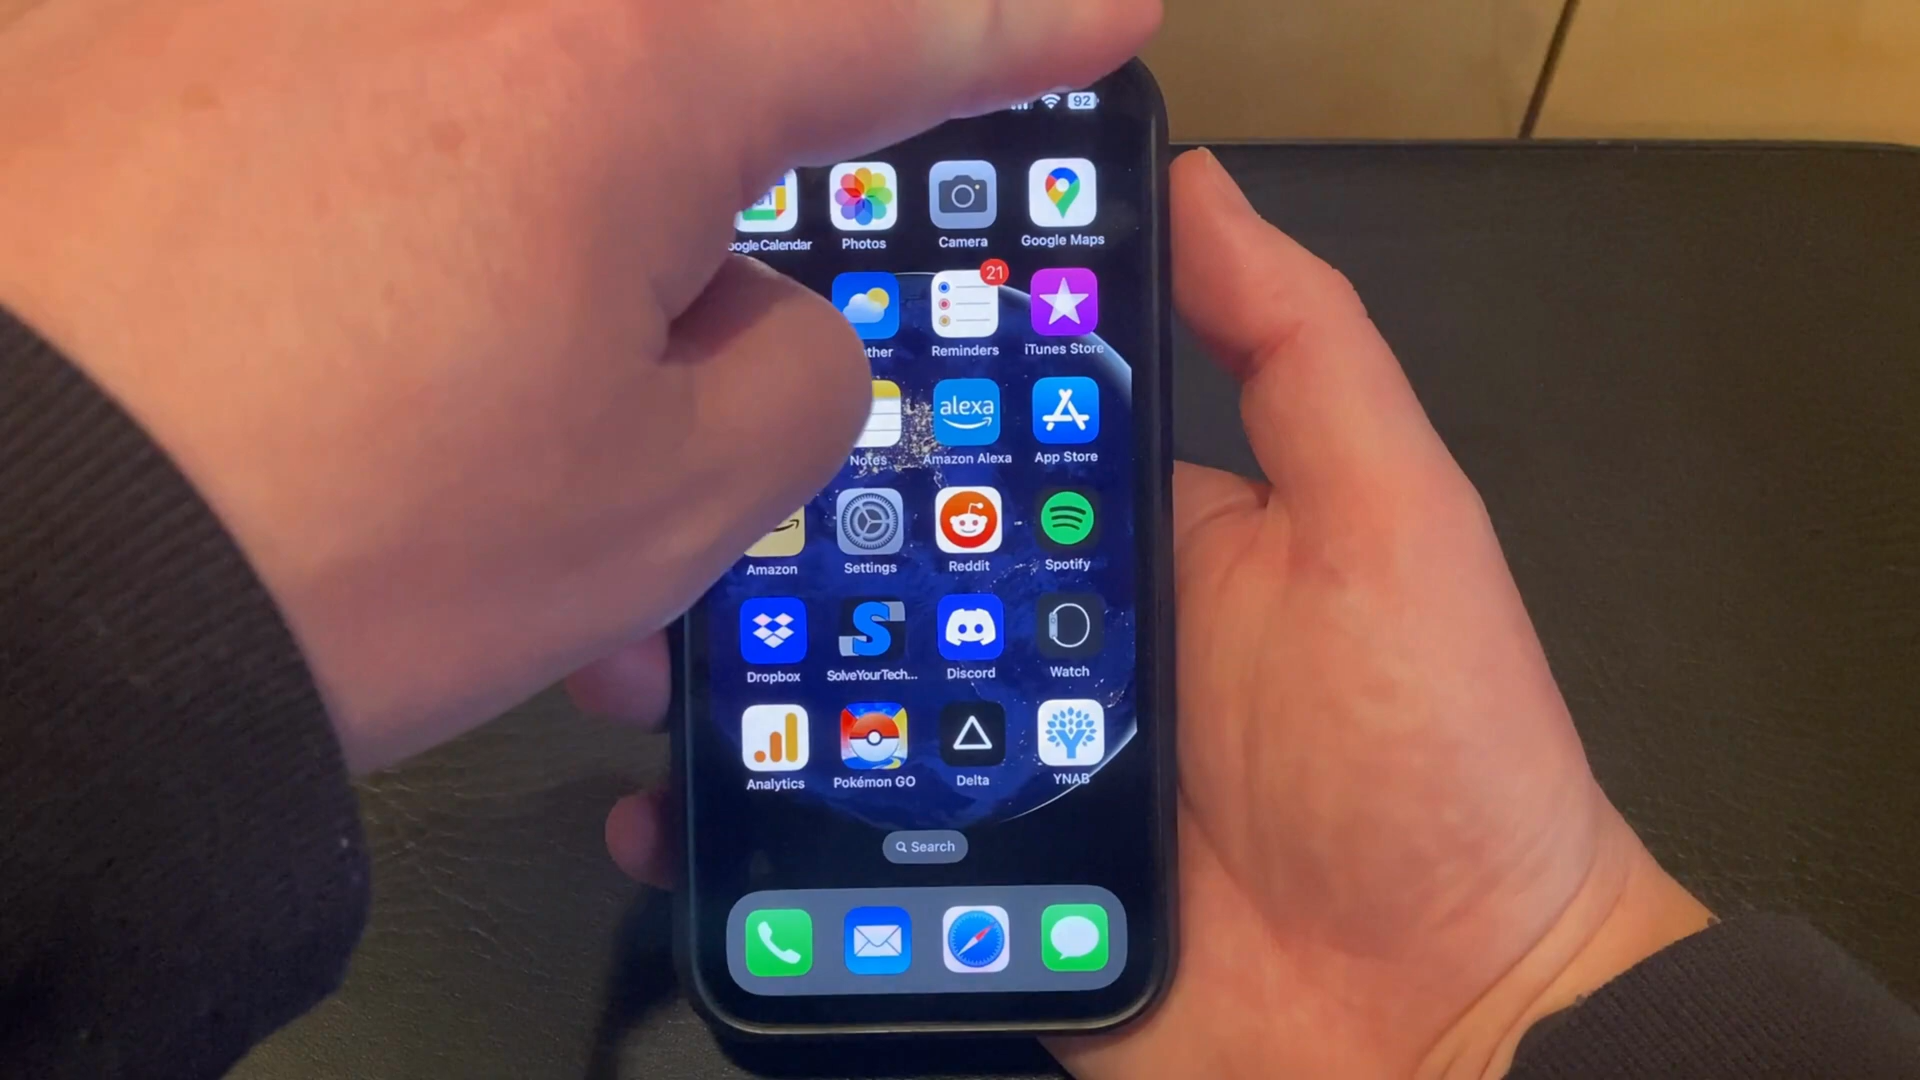 92
oogle Calendar Photos Camera Google Maps
21
ther Reminders iTunes Store
alexa
Notes Amazon Alexa App Store
Amazon Settings Reddit Spotify
S
Dropbox SolveYourTech... Discord Watch
Analytics Pokémon GO Delta YNAB
Search